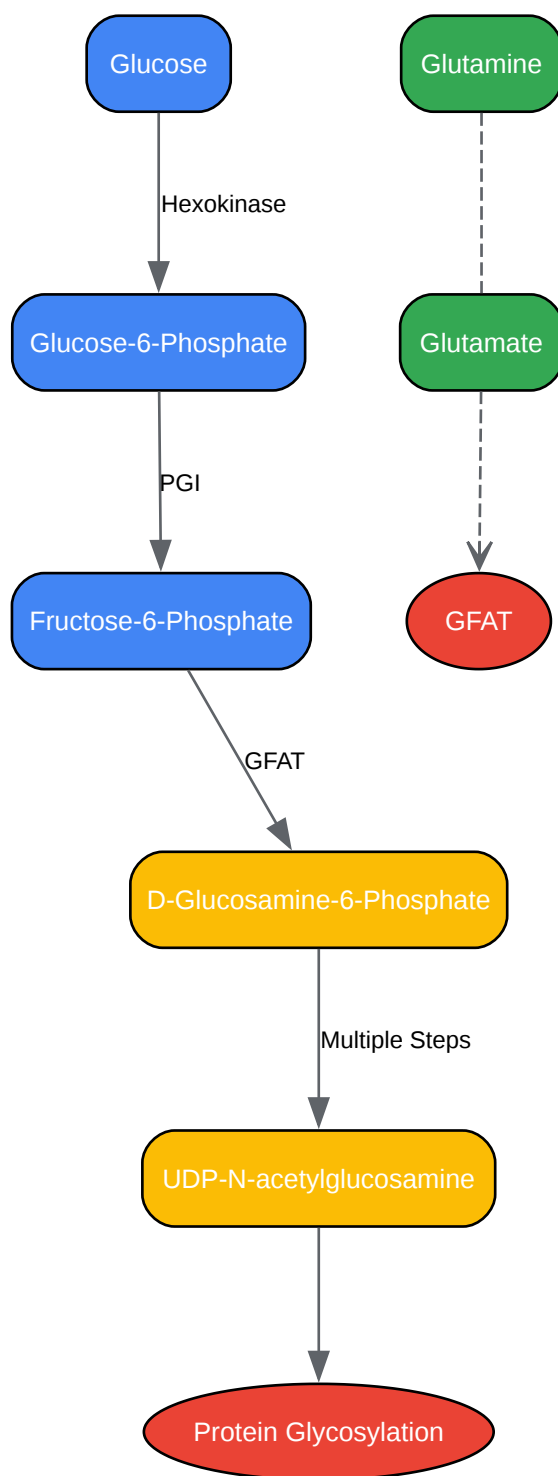 Glucose
Glutamine
Hexokinase
Glucose-6-Phosphate
Glutamate
PGI
Fructose-6-Phosphate
GFAT
GFAT
D-Glucosamine-6-Phosphate
Multiple Steps
UDP-N-acetylglucosamine
Protein Glycosylation